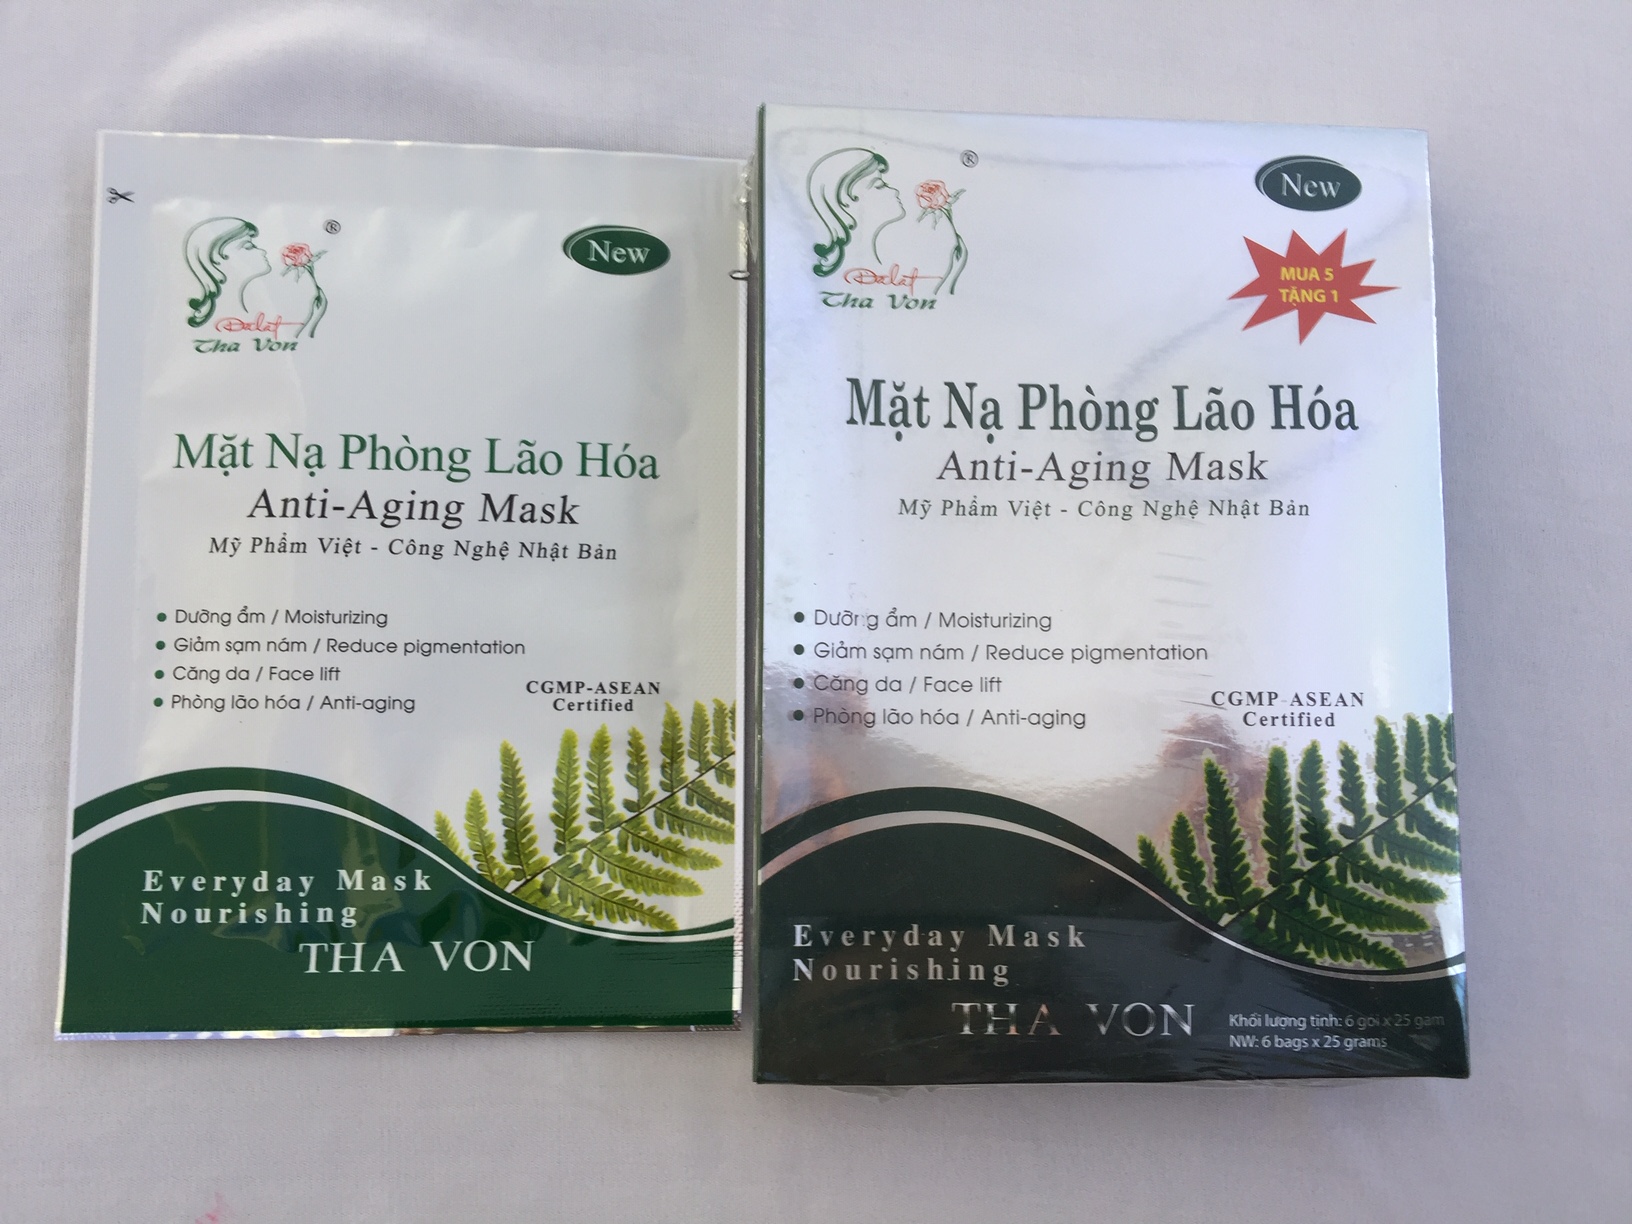 ®
New
Đalat
Tha Von
Mặt Nạ Phòng Lão Hóa
Anti-Aging Mask
Mỹ Phẩm Việt - Công Nghệ Nhật Bản
Dưỡng ẩm / Moisturizing
Giảm sạm nám / Reduce pigmentation
Căng da / Face lift
Phòng lão hóa / Anti-aging
CGMP-ASEAN
Certified
Everyday Mask
Nourishing
THA VON
®
New
MUA 5
TẶNG 1
Đalat
Tha Von
Mặt Nạ Phòng Lão Hóa
Anti-Aging Mask
Mỹ Phẩm Việt - Công Nghệ Nhật Bản
Dưỡng ẩm / Moisturizing
Giảm sạm nám / Reduce pigmentation
Căng da / Face lift
Phòng lão hóa / Anti-aging
CGMP-ASEAN
Certified
Everyday Mask
Nourishing
THA VON
Khối lượng tịnh: 6 gói x 25 gam
NW: 6 bags x 25 grams